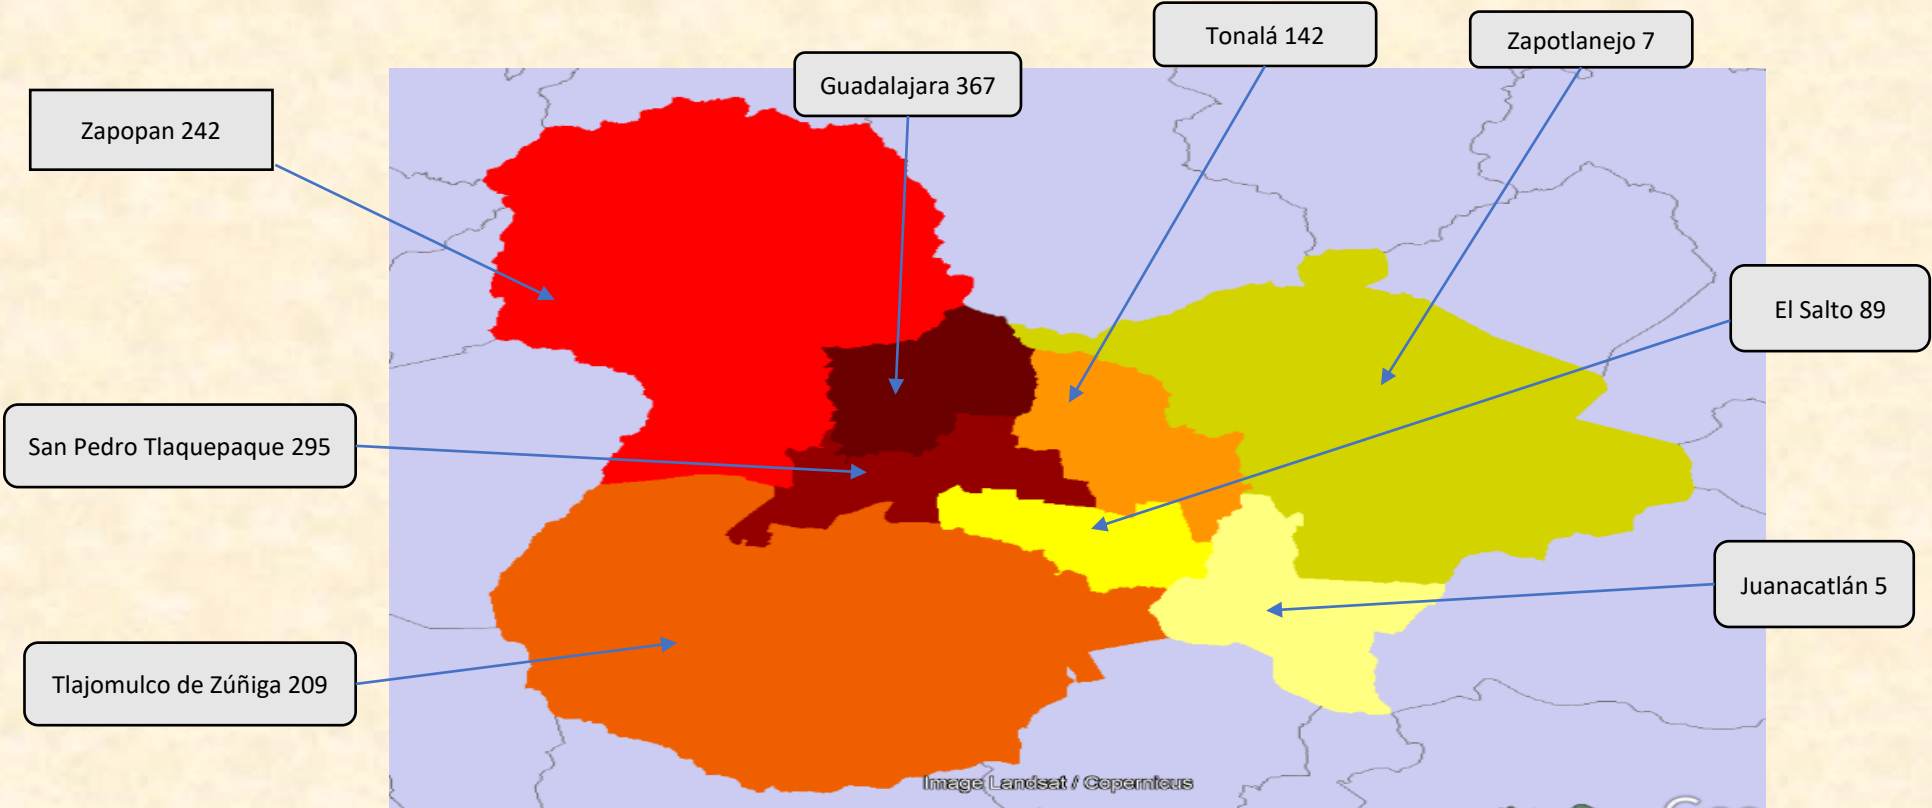 Tonalá 142
Zapotlanejo 7
Guadalajara 367
Zapopan 242
El Salto 89
San Pedro Tlaquepaque 295
Juanacatlán 5
Tlajomulco de Zúñiga 209
Image Landsat / Copernicus